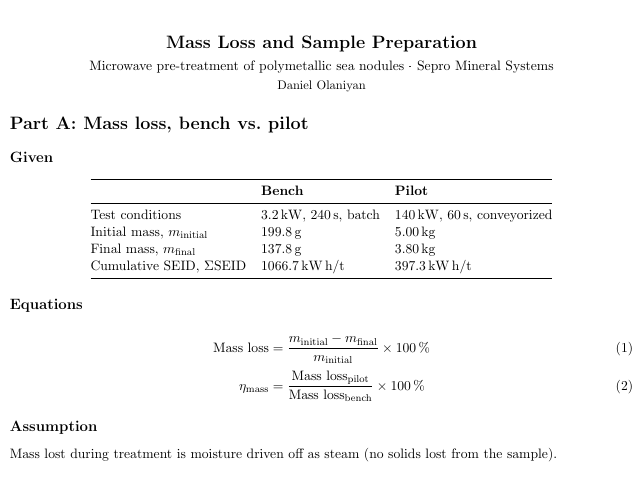 Mass Loss and Sample Preparation
Microwave pre-treatment of polymetallic sea nodules · Sepro Mineral Systems
Daniel Olaniyan
Part A: Mass loss, bench vs. pilot
Given
Bench Pilot
Test conditions 3.2 kW, 240 s, batch 140 kW, 60 s, conveyorized
Initial mass, m_initial 199.8 g 5.00 kg
Final mass, m_final 137.8 g 3.80 kg
Cumulative SEID, ΣSEID 1066.7 kW h/t 397.3 kW h/t
Equations
Mass loss = (m_initial − m_final) / m_initial × 100 % (1)
η_mass = Mass loss_pilot / Mass loss_bench × 100 % (2)
Assumption
Mass lost during treatment is moisture driven off as steam (no solids lost from the sample).